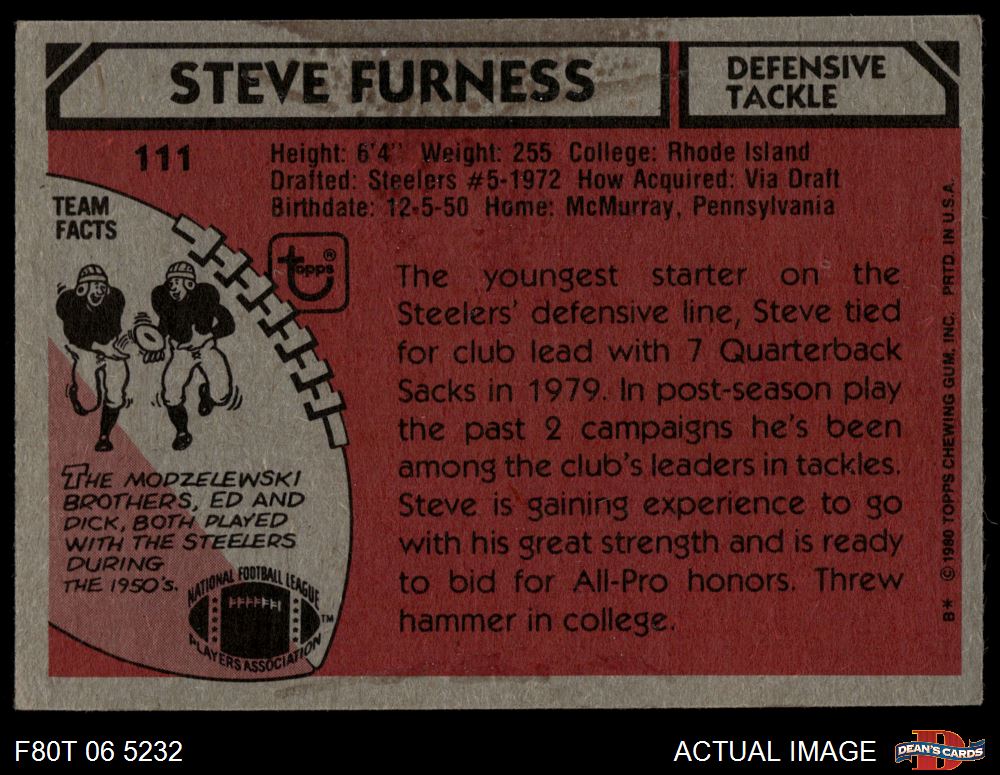 STEVE FURNESS
DEFENSIVE
TACKLE
111
Height: 6'4" Weight: 255 College: Rhode Island
Drafted: Steelers #5-1972 How Acquired: Via Draft
Birthdate: 12-5-50 Home: McMurray, Pennsylvania
TEAM
FACTS
topps®
The youngest starter on the
Steelers' defensive line, Steve tied
for club lead with 7 Quarterback
Sacks in 1979. In post-season play
the past 2 campaigns he's been
among the club's leaders in tackles.
Steve is gaining experience to go
with his great strength and is ready
to bid for All-Pro honors. Threw
hammer in college.
THE MODZELEWSKI
BROTHERS, ED AND
DICK, BOTH PLAYED
WITH THE STEELERS
DURING
THE 1950's.
NATIONAL FOOTBALL LEAGUE
PLAYERS ASSOCIATION™
B* © 1980 TOPPS CHEWING GUM, INC. PRTD. IN U.S.A.
F80T 06 5232
ACTUAL IMAGE
DEAN'S CARDS